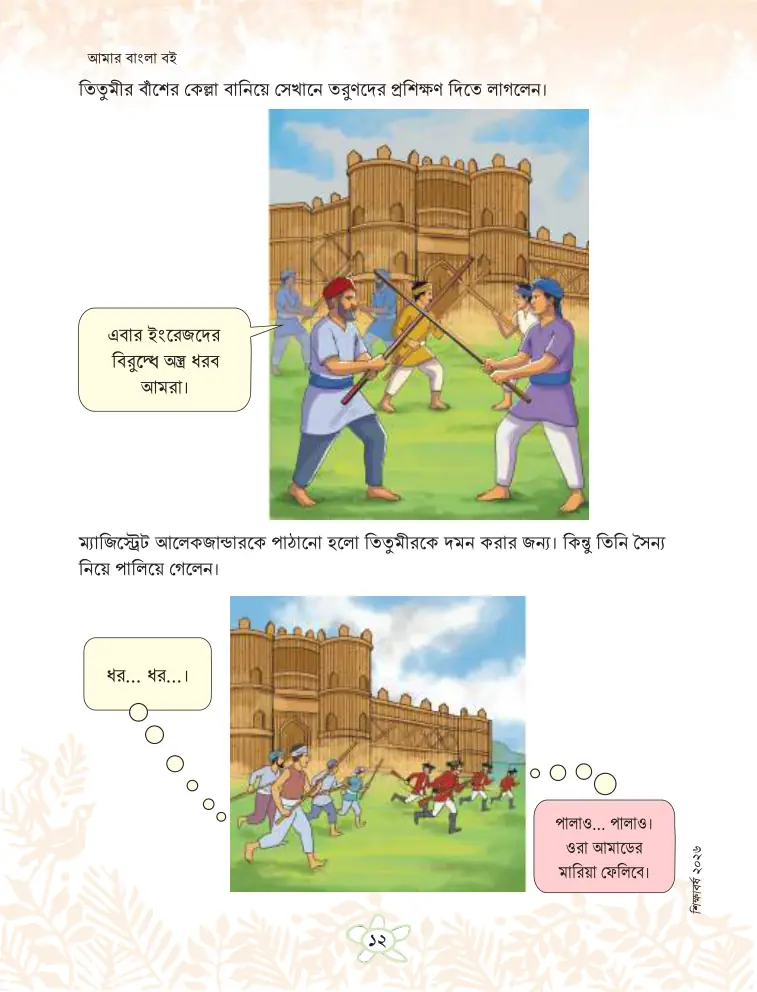 আমার বাংলা বই
তিতুমীর বাঁশের কেল্লা বানিয়ে সেখানে তরুণদের প্রশিক্ষণ দিতে লাগলেন।
এবার ইংরেজদের
বিরুদ্ধে অস্ত্র ধরব
আমরা।
ম্যাজিস্ট্রেট আলেকজান্ডারকে পাঠানো হলো তিতুমীরকে দমন করার জন্য। কিন্তু তিনি সৈন্য
নিয়ে পালিয়ে গেলেন।
ধর... ধর...।
পালাও... পালাও।
ওরা আমাডের
মারিয়া ফেলিবে।
শিক্ষাবর্ষ ২০২৬
১২